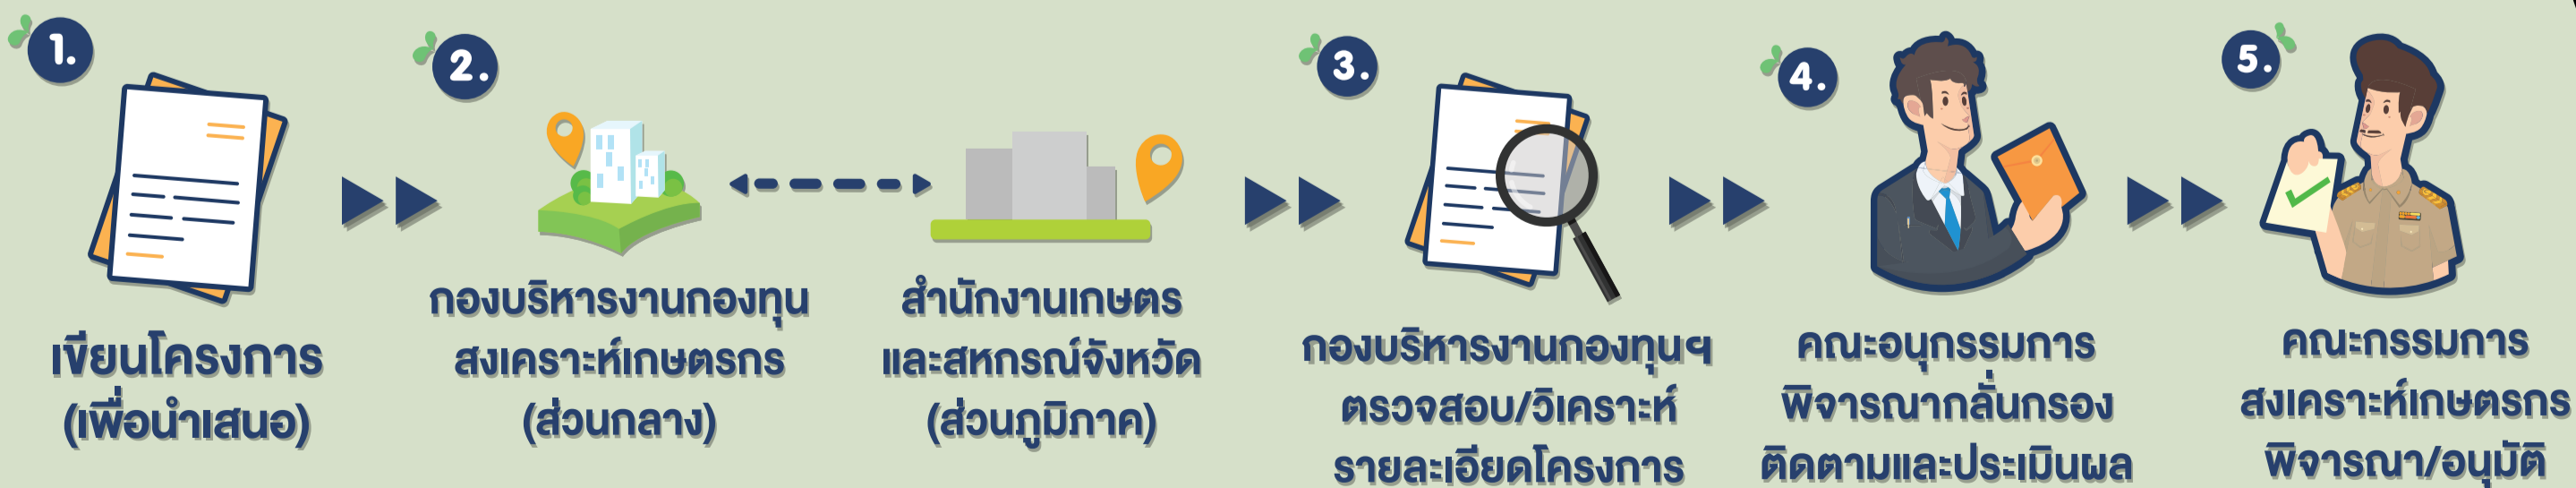 1.
เขียนโครงการ
(เพื่อนำเสนอ)
2.
กองบริหารงานกองทุน
สงเคราะห์เกษตรกร
(ส่วนกลาง)
สำนักงานเกษตร
และสหกรณ์จังหวัด
(ส่วนภูมิภาค)
3.
กองบริหารงานกองทุนฯ
ตรวจสอบ/วิเคราะห์
รายละเอียดโครงการ
4.
คณะอนุกรรมการ
พิจารณากลั่นกรอง
ติดตามและประเมินผล
5.
คณะกรรมการ
สงเคราะห์เกษตรกร
พิจารณา/อนุมัติ